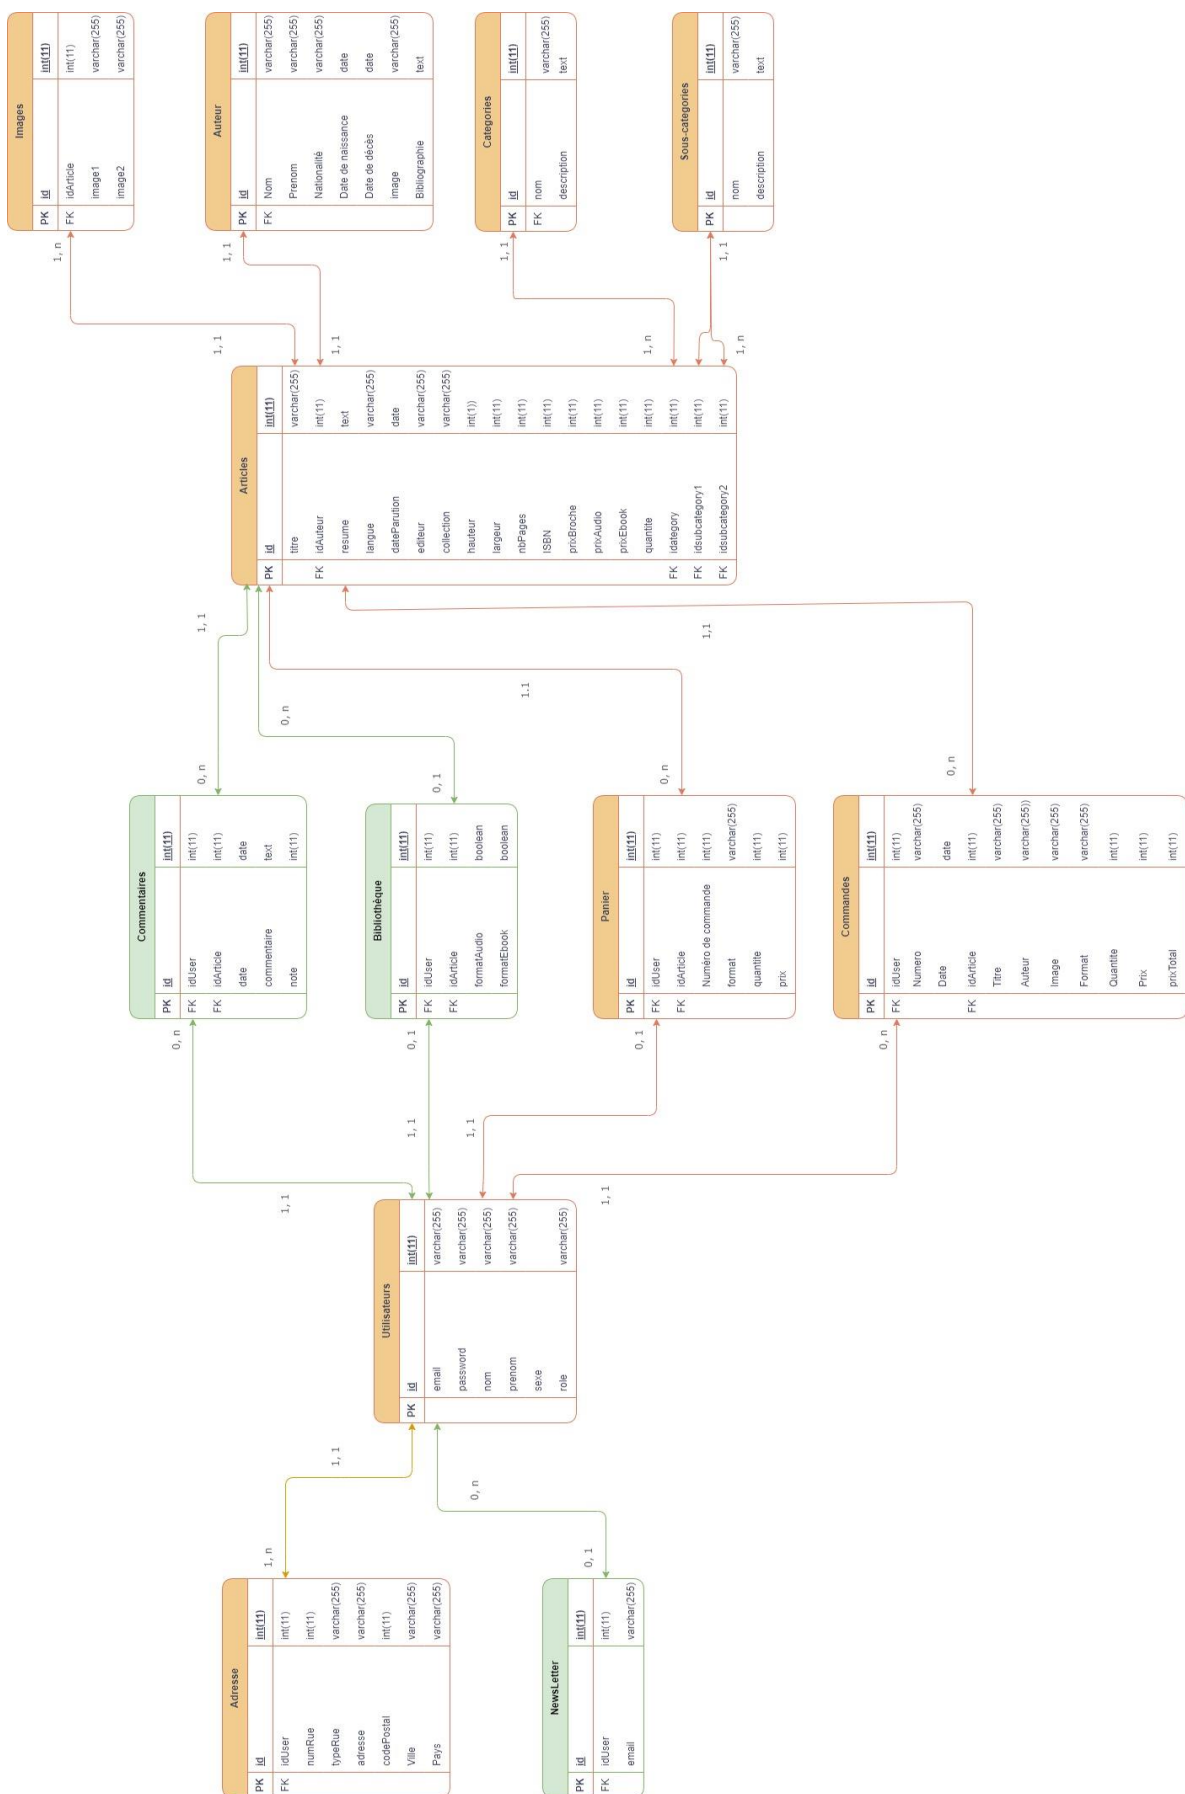 Images
PK id int(11)
FK idArticle int(11)
image1 varchar(255)
image2 varchar(255)
Auteur
PK id int(11)
FK Nom varchar(255)
Prenom varchar(255)
Nationalité varchar(255)
Date de naissance date
Date de décès date
image varchar(255)
Bibliographie text
Categories
PK id int(11)
FK nom varchar(255)
description text
Sous-categories
PK id int(11)
nom varchar(255)
description text
1, n
1, 1
1, 1
1, 1
1, 1
1, 1
1, n
1, n
Articles
PK id int(11)
titre varchar(255)
FK idAuteur int(11)
resume text
langue varchar(255)
dateParution date
editeur varchar(255)
collection varchar(255)
hauteur int(1))
largeur int(11)
nbPages int(11)
ISBN int(11)
prixBroche int(11)
prixAudio int(11)
prixEbook int(11)
quantite int(11)
FK idategory int(11)
FK idsubcategory1 int(11)
FK idsubcategory2 int(11)
1, 1
0, n
1.1
1,1
0, n
0, 1
0, n
0, n
Commentaires
PK id int(11)
FK idUser int(11)
FK idArticle int(11)
date date
commentaire text
note int(11)
Bibliothèque
PK id int(11)
FK idUser int(11)
FK idArticle int(11)
formatAudio boolean
formatEbook boolean
Panier
PK id int(11)
FK idUser int(11)
FK idArticle int(11)
Numéro de commande int(11)
format varchar(255)
quantite int(11)
prix int(11)
Commandes
PK id int(11)
FK idUser int(11)
Numero varchar(255)
Date date
FK idArticle int(11)
Titre varchar(255)
Auteur varchar(255))
Image varchar(255)
Format varchar(255)
Quantite int(11)
Prix int(11)
prixTotal int(11)
0, n
0, 1
0, 1
0, n
1, 1
1, 1
1, 1
1, 1
Utilisateurs
PK id int(11)
email varchar(255)
password varchar(255)
nom varchar(255)
prenom varchar(255)
sexe
role varchar(255)
1, 1
0, n
1, n
0, 1
Adresse
PK id int(11)
FK idUser int(11)
numRue int(11)
typeRue varchar(255)
adresse varchar(255)
codePostal int(11)
Ville varchar(255)
Pays varchar(255)
NewsLetter
PK id int(11)
FK idUser int(11)
email varchar(255)